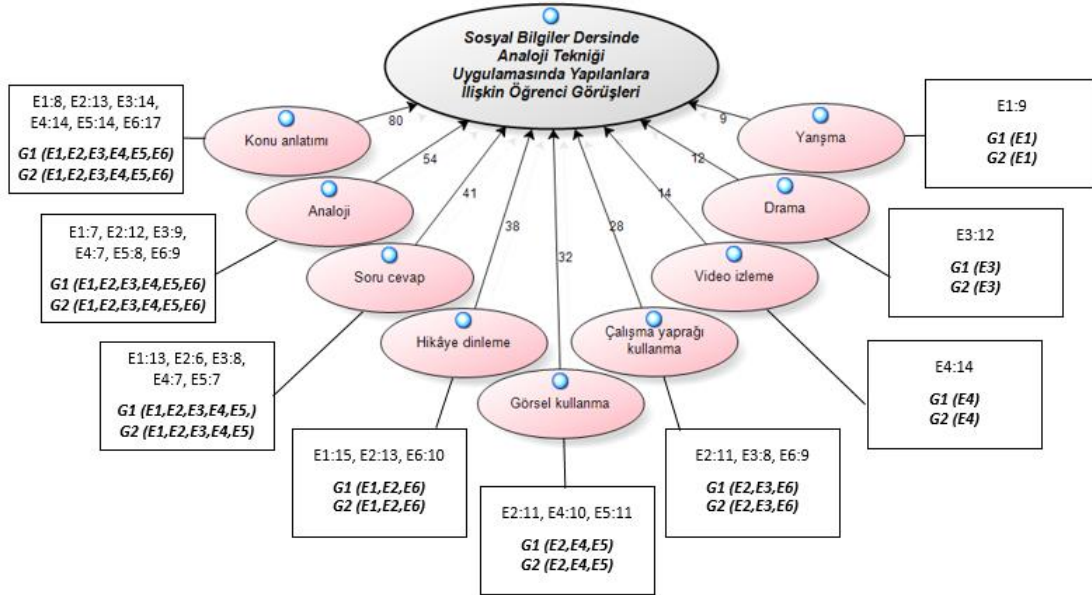 Sosyal Bilgiler Dersinde
Analoji Tekniği
Uygulamasında Yapılanlara
İlişkin Öğrenci Görüşleri
80
54
41
38
32
28
14
12
9
Konu anlatımı
E1:8, E2:13, E3:14,
E4:14, E5:14, E6:17
G1 (E1,E2,E3,E4,E5,E6)
G2 (E1,E2,E3,E4,E5,E6)
Analoji
E1:7, E2:12, E3:9,
E4:7, E5:8, E6:9
G1 (E1,E2,E3,E4,E5,E6)
G2 (E1,E2,E3,E4,E5,E6)
Soru cevap
E1:13, E2:6, E3:8,
E4:7, E5:7
G1 (E1,E2,E3,E4,E5,)
G2 (E1,E2,E3,E4,E5)
Hikâye dinleme
E1:15, E2:13, E6:10
G1 (E1,E2,E6)
G2 (E1,E2,E6)
Görsel kullanma
E2:11, E4:10, E5:11
G1 (E2,E4,E5)
G2 (E2,E4,E5)
Çalışma yaprağı
kullanma
E2:11, E3:8, E6:9
G1 (E2,E3,E6)
G2 (E2,E3,E6)
Video izleme
E4:14
G1 (E4)
G2 (E4)
Drama
E3:12
G1 (E3)
G2 (E3)
Yarışma
E1:9
G1 (E1)
G2 (E1)